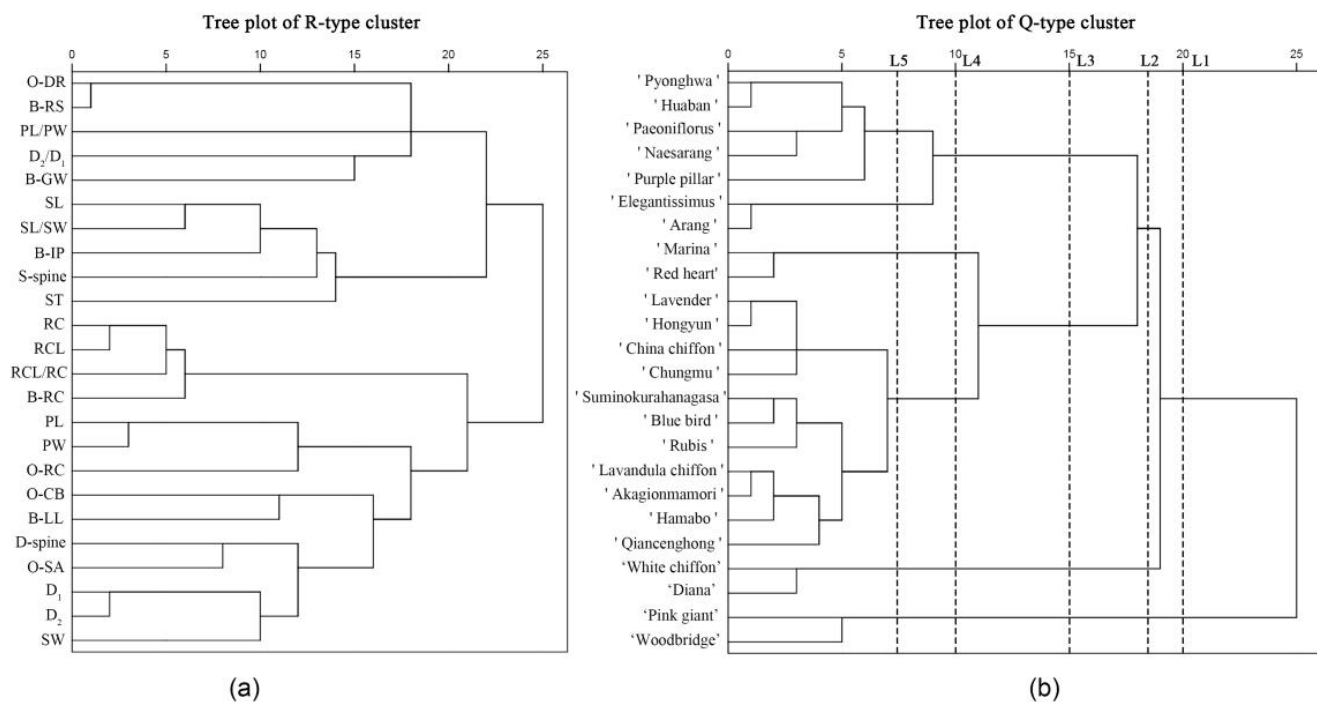 Tree plot of R-type cluster
0 5 10 15 20 25
O-DR
B-RS
PL/PW
D₂/D₁
B-GW
SL
SL/SW
B-IP
S-spine
ST
RC
RCL
RCL/RC
B-RC
PL
PW
O-RC
O-CB
B-LL
D-spine
O-SA
D₁
D₂
SW
(a)
Tree plot of Q-type cluster
0 5 10 15 20 25
L5 L4 L3 L2 L1
' Pyonghwa '
' Huaban '
' Paeoniflorus '
' Naesarang '
' Purple pillar '
' Elegantissimus '
' Arang '
' Marina '
' Red heart'
' Lavender '
' Hongyun '
' China chiffon '
' Chungmu '
' Suminokurahanagasa '
' Blue bird '
' Rubis '
' Lavandula chiffon '
' Akagionmamori '
' Hamabo '
' Qiancenghong '
‘White chiffon’
‘Diana’
‘Pink giant’
‘Woodbridge’
(b)